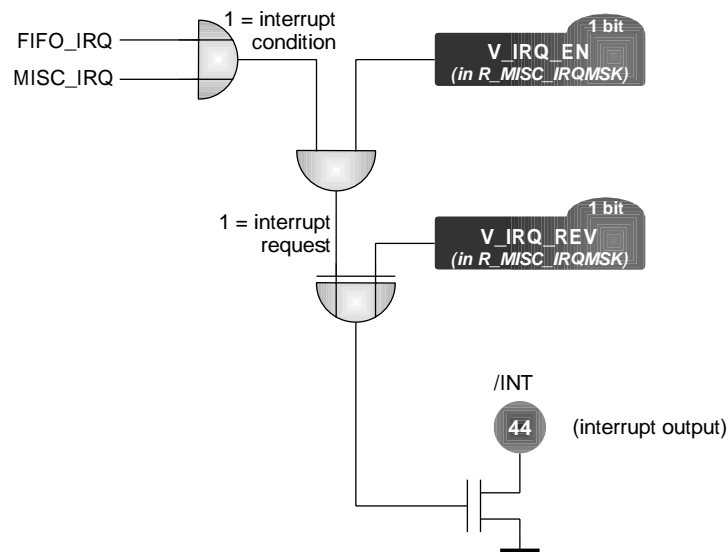 1 = interrupt
condition
FIFO_IRQ
MISC_IRQ
1 bit
V_IRQ_EN
(in R_MISC_IRQMSK)
1 = interrupt
request
1 bit
V_IRQ_REV
(in R_MISC_IRQMSK)
/INT
44
(interrupt output)